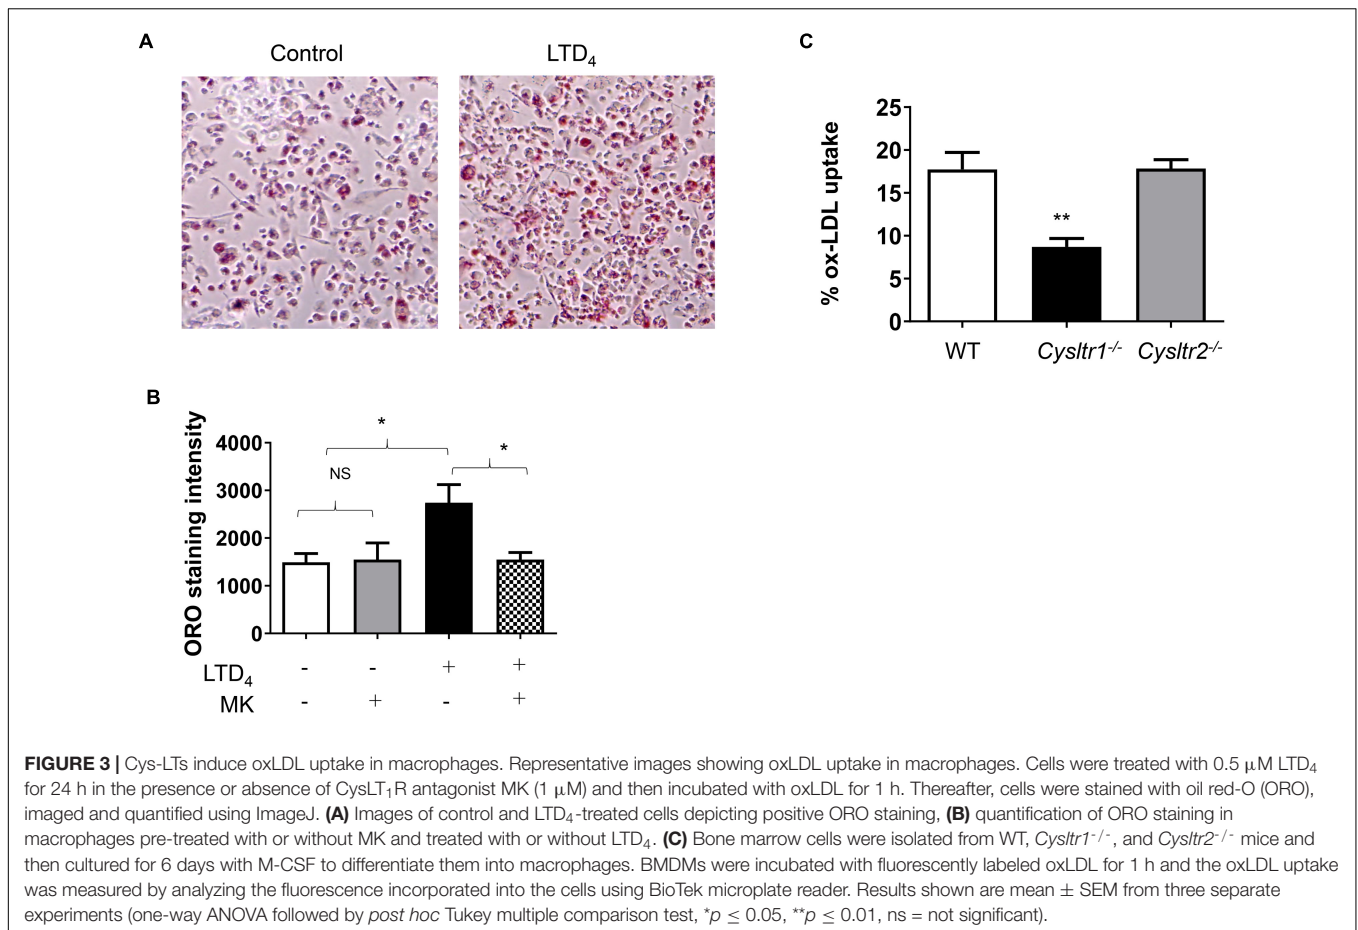 A
Control
LTD4
C
25
20
15
10
5
0
% ox-LDL uptake
**
WT
Cysltr1-/-
Cysltr2-/-
B
ORO staining intensity
4000
3000
2000
1000
0
*
*
NS
LTD4 - - + +
MK - + - +
FIGURE 3 | Cys-LTs induce oxLDL uptake in macrophages. Representative images showing oxLDL uptake in macrophages. Cells were treated with 0.5 μM LTD4
for 24 h in the presence or absence of CysLT1R antagonist MK (1 μM) and then incubated with oxLDL for 1 h. Thereafter, cells were stained with oil red-O (ORO),
imaged and quantified using ImageJ. (A) Images of control and LTD4-treated cells depicting positive ORO staining, (B) quantification of ORO staining in
macrophages pre-treated with or without MK and treated with or without LTD4. (C) Bone marrow cells were isolated from WT, Cysltr1-/-, and Cysltr2-/- mice and
then cultured for 6 days with M-CSF to differentiate them into macrophages. BMDMs were incubated with fluorescently labeled oxLDL for 1 h and the oxLDL uptake
was measured by analyzing the fluorescence incorporated into the cells using BioTek microplate reader. Results shown are mean ± SEM from three separate
experiments (one-way ANOVA followed by post hoc Tukey multiple comparison test, *p ≤ 0.05, **p ≤ 0.01, ns = not significant).